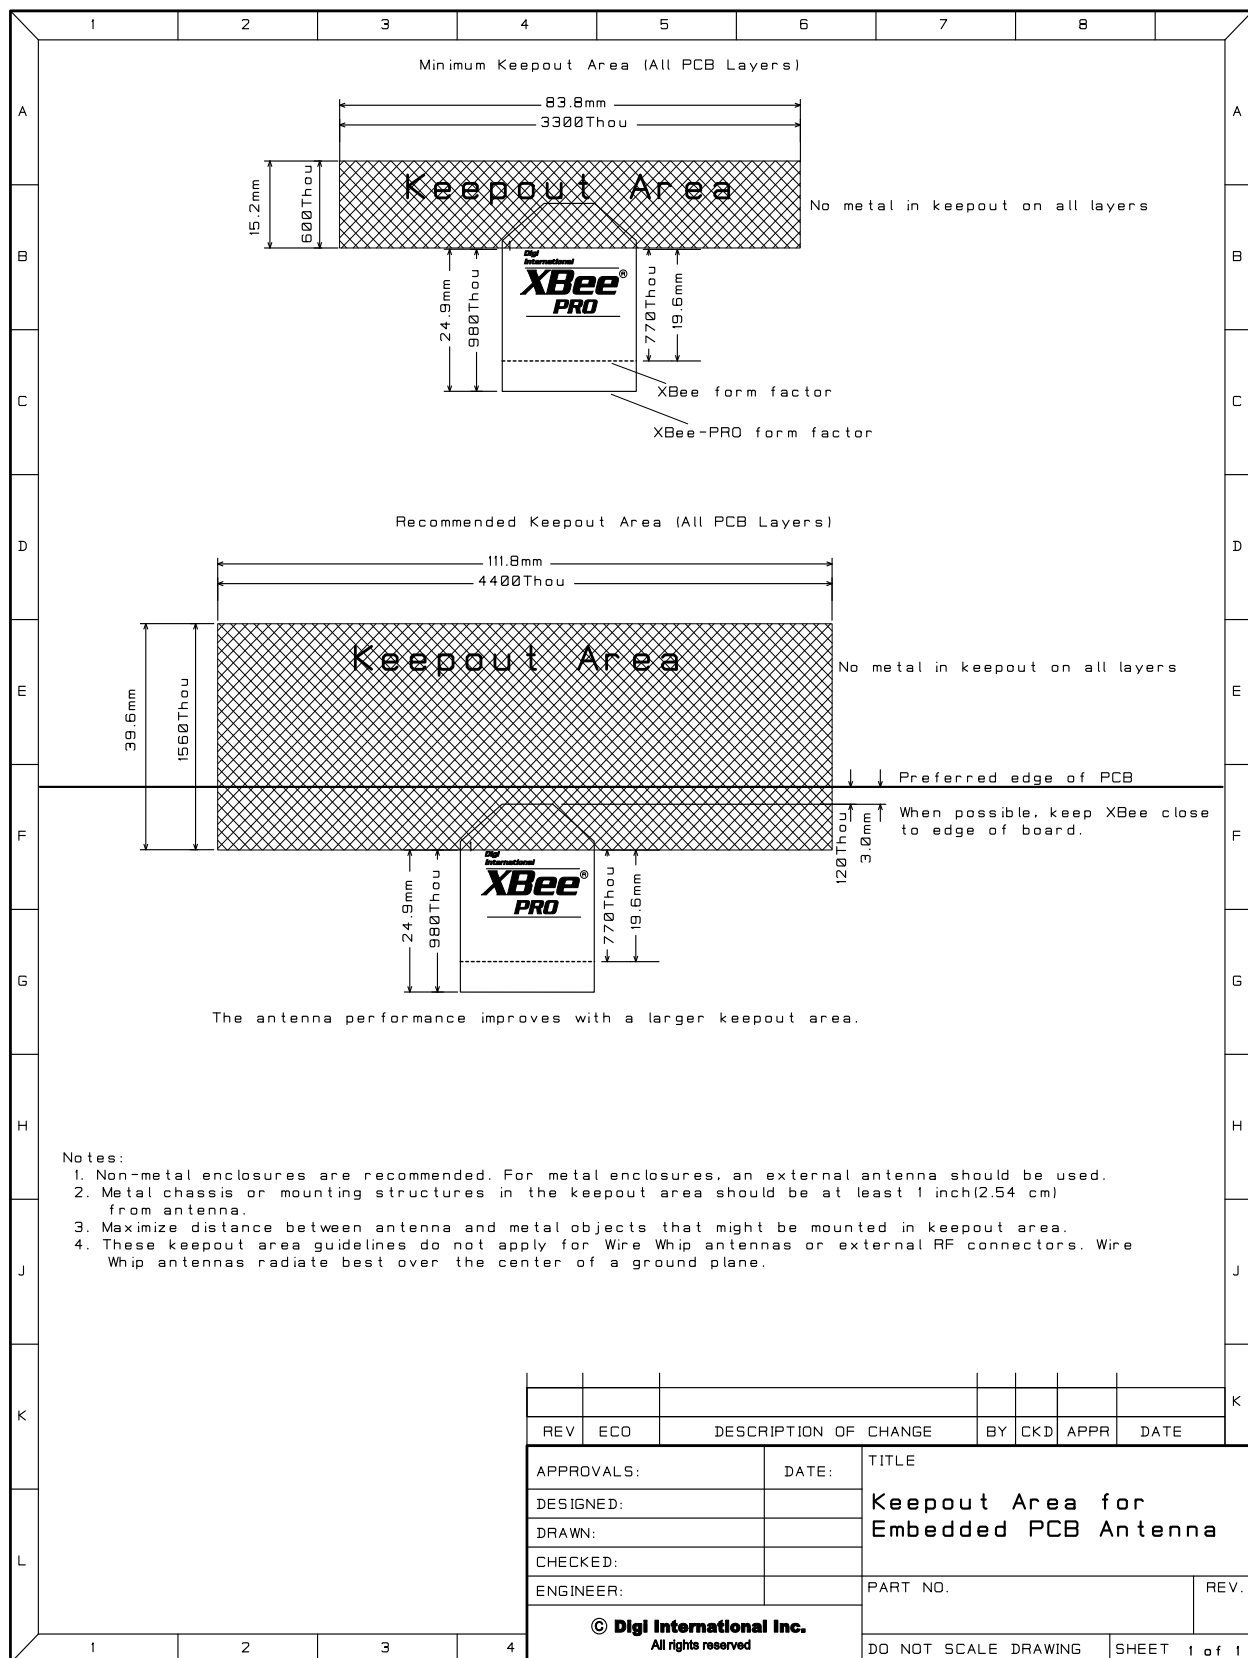 1 2 3 4 5 6 7 8
Minimum Keepout Area (All PCB Layers)
A A
83.8mm
3300Thou
15.2mm
600Thou
Keepout Area
No metal in keepout on all layers
B B
1
Digi
International
XBee®
PRO
24.9mm
980Thou
770Thou
19.6mm
XBee form factor
C C
XBee-PRO form factor
Recommended Keepout Area (All PCB Layers)
D D
111.8mm
4400Thou
39.6mm
1560Thou
Keepout Area
No metal in keepout on all layers
E E
Preferred edge of PCB
When possible, keep XBee close
to edge of board.
F F
120Thou
3.0mm
1
Digi
International
XBee®
PRO
24.9mm
980Thou
770Thou
19.6mm
G G
The antenna performance improves with a larger keepout area.
H H
Notes:
1. Non-metal enclosures are recommended. For metal enclosures, an external antenna should be used.
2. Metal chassis or mounting structures in the keepout area should be at least 1 inch(2.54 cm)
from antenna.
3. Maximize distance between antenna and metal objects that might be mounted in keepout area.
4. These keepout area guidelines do not apply for Wire Whip antennas or external RF connectors. Wire
Whip antennas radiate best over the center of a ground plane.
J J
K K
REV ECO DESCRIPTION OF CHANGE BY CKD APPR DATE
APPROVALS: DATE: TITLE
DESIGNED:
Keepout Area for
Embedded PCB Antenna
DRAWN:
CHECKED:
L
ENGINEER:
PART NO. REV.
© Digi International Inc.
All rights reserved
DO NOT SCALE DRAWING SHEET 1 of 1
1 2 3 4